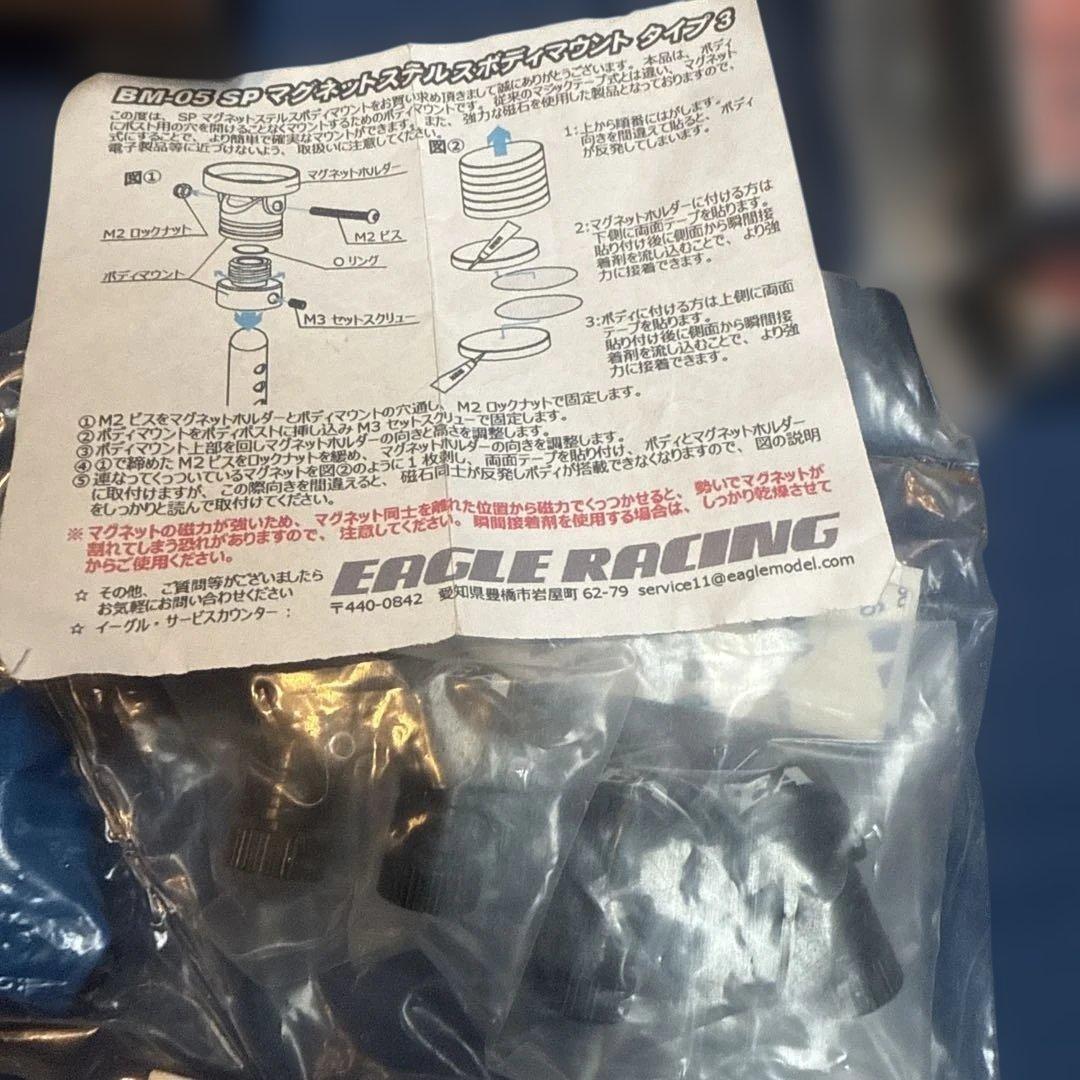 BM-05 SP マグネットステルスボディマウント タイプ 3
この度は、 SP マグネットステルスボディマウントをお買い求め頂きまして誠にありがとうございます。 本品は、 ボディ
にポスト用の穴を開けることなくマウントするためのボディマウントです。 従来のマジックテープ式とは違い、 マグネット
式にすることで、 より簡単で確実なマウントができます。 また、 強力な磁石を使用した製品となっておりますので、
電子製品等に近づけないよう、 取扱いに注意してください。
図①
マグネットホルダー
M2 ロックナット
M2 ビス
O リング
ボディマウント
M3 セットスクリュー
図②
1:上から順番にはがします。
向きを間違えて貼ると、 ボディ
が反発してしまいます。
2:マグネットホルダーに付ける方は
下側に両面テープを貼ります。
貼り付け後に側面から瞬間接
着剤を流し込むことで、 より強
力に接着できます。
3:ボディに付ける方は上側に両面
テープを貼ります。
貼り付け後に側面から瞬間接
着剤を流し込むことで、 より強
力に接着できます。
①M2 ビスをマグネットホルダーとボディマウントの穴通し、 M2 ロックナットで固定します。
②ボディマウントをボディポストに挿し込み M3 セットスクリューで固定します。
③ボディマウント上部を回しマグネットホルダーの向きと高さを調整します。
④①で締めた M2 ビスをロックナットを緩め、 マグネットホルダーの向きを調整します。
⑤連なってくっついているマグネットを図②のように 1 枚剥し、 両面テープを貼り付け、 ボディとマグネットホルダー
に取付けますが、 この際向きを間違えると、 磁石同士が反発しボディが搭載できなくなりますので、 図の説明
をしっかりと読んで取付けてください。
※ マグネットの磁力が強いため、 マグネット同士を離れた位置から磁力でくっつかせると、 勢いでマグネットが
割れてしまう恐れがありますので、 注意してください。 瞬間接着剤を使用する場合は、 しっかり乾燥させて
からご使用ください。
☆ その他、 ご質問等がございましたら
お気軽にお問い合わせください
☆ イーグル・サービスカウンター :
EAGLE RACING
〒440-0842 愛知県豊橋市岩屋町 62-79 service11@eaglemodel.com